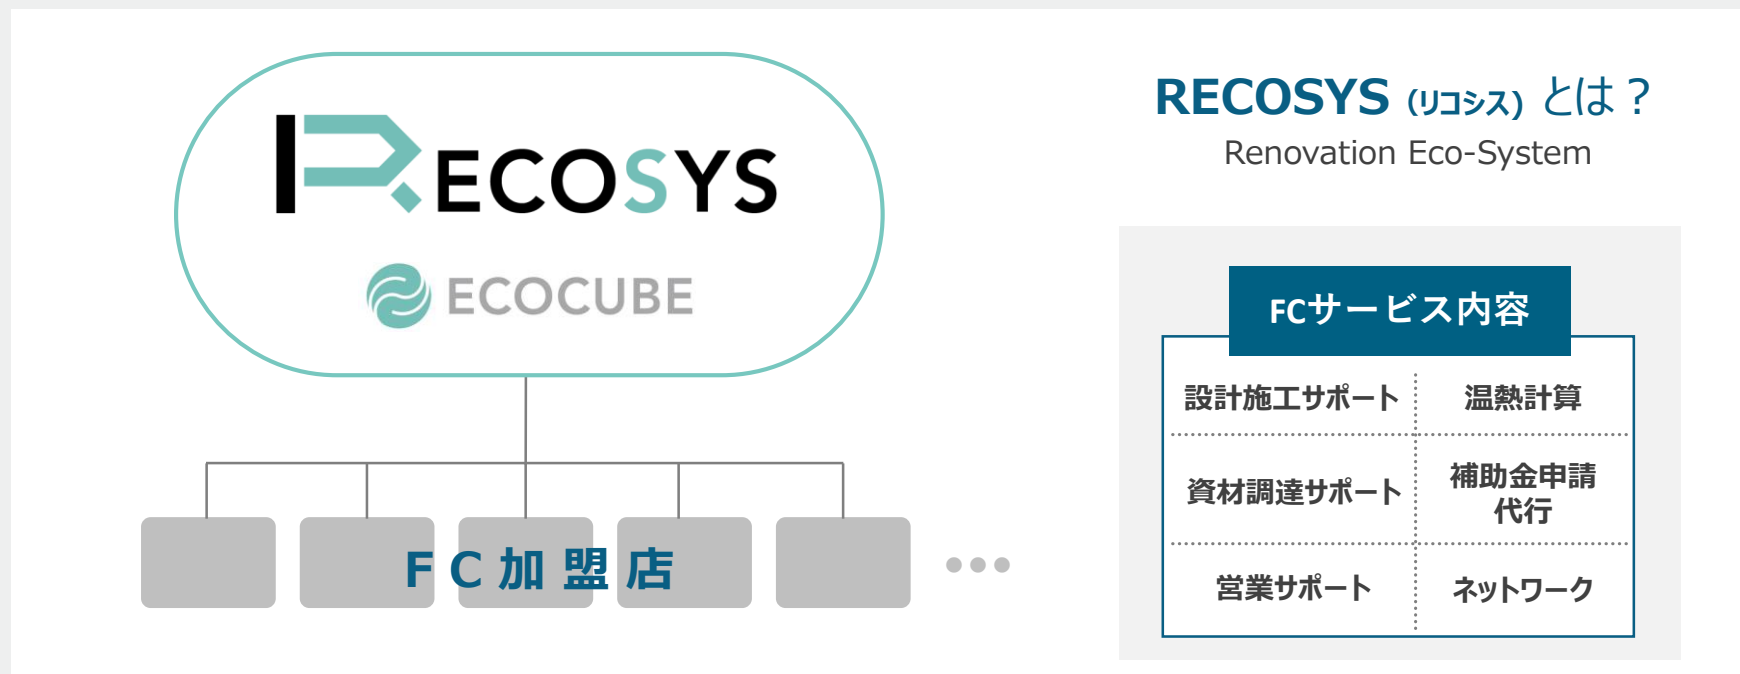 RECOSYS
ECOCUBE
FC加盟店
RECOSYS (リコシス) とは？
Renovation Eco-System
FCサービス内容
設計施工サポート
温熱計算
資材調達サポート
補助金申請
代行
営業サポート
ネットワーク